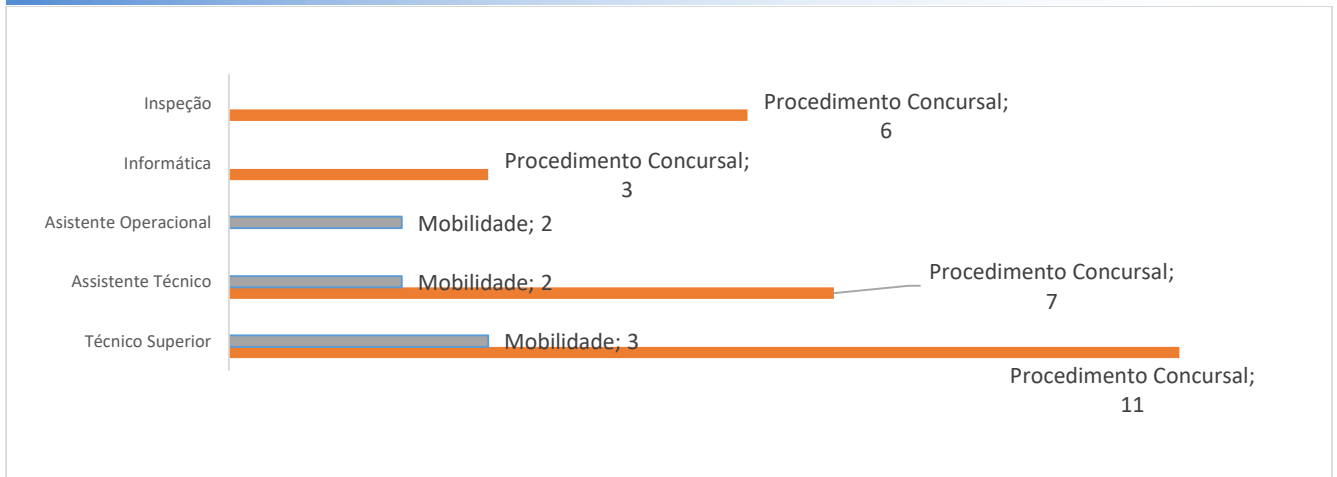 Inspeção
Procedimento Concursal;
6
Informática
Procedimento Concursal;
3
Asistente Operacional
Mobilidade; 2
Assistente Técnico
Mobilidade; 2
Procedimento Concursal;
7
Técnico Superior
Mobilidade; 3
Procedimento Concursal;
11